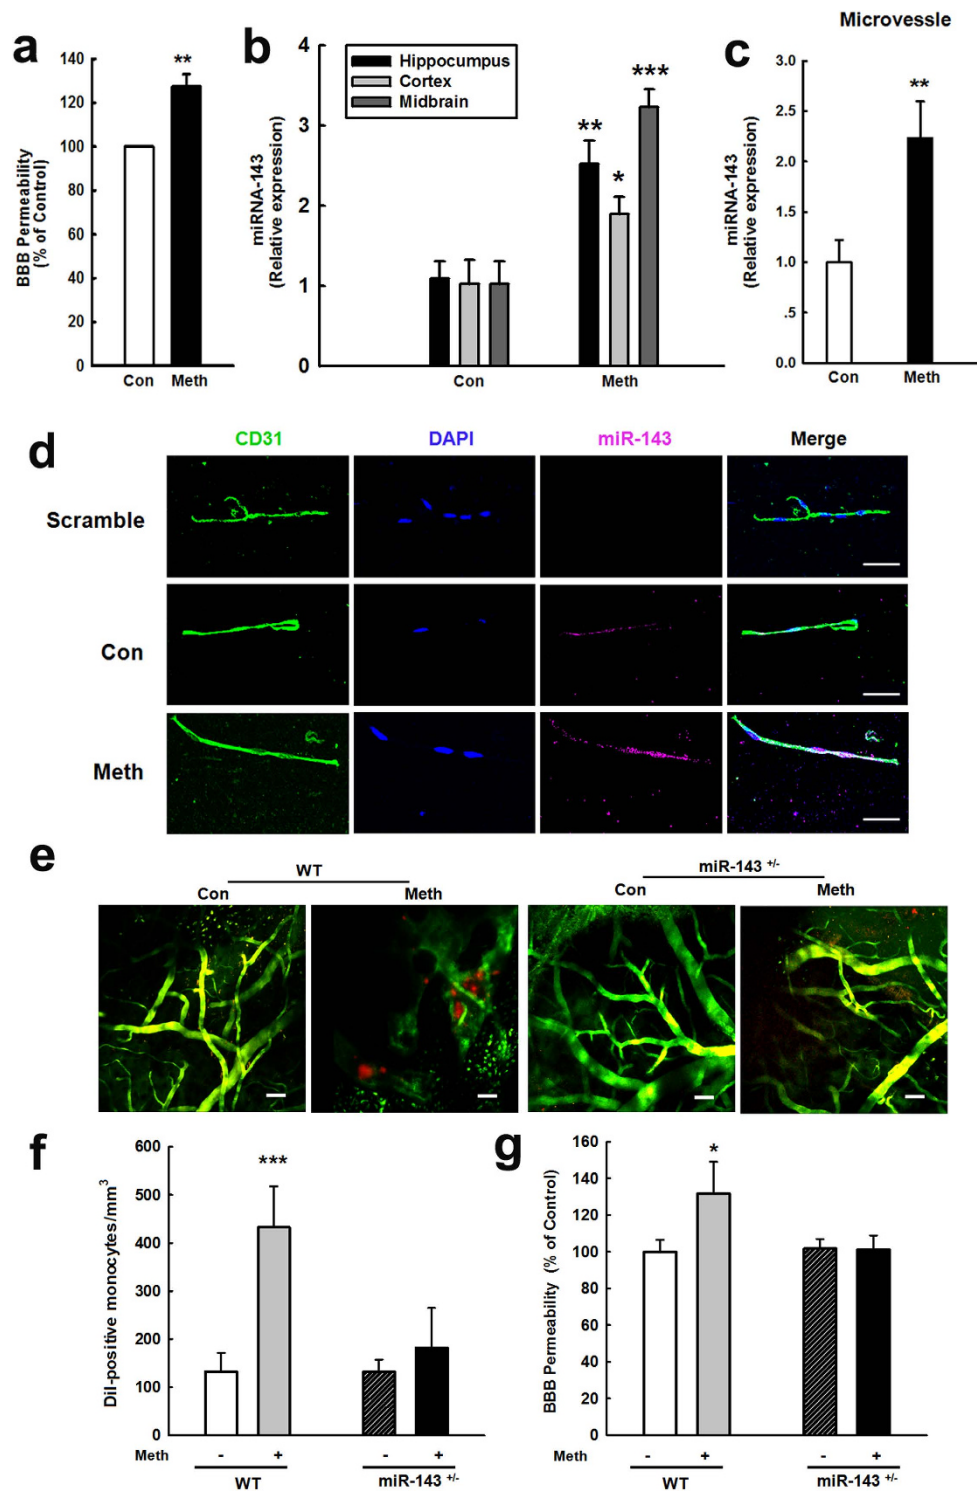 a
BBB Permeability
(% of Control)
140
120
100
80
60
40
20
0
**
Con Meth
b
miRNA-143
(Relative expression)
4
3
2
1
0
Hippocumpus
Cortex
Midbrain
**
*
***
Con Meth
Microvessle
c
miRNA-143
(Relative expression)
3.0
2.5
2.0
1.5
1.0
.5
0.0
**
Con Meth
d
CD31 DAPI miR-143 Merge
Scramble
Con
Meth
e
WT miR-143 +/-
Con Meth Con Meth
f
DiI-positive monocytes/mm3
600
500
400
300
200
100
0
***
Meth - + - +
WT miR-143 +/-
g
BBB Permeability (% of Control)
160
140
120
100
80
60
40
20
0
*
Meth - + - +
WT miR-143 +/-